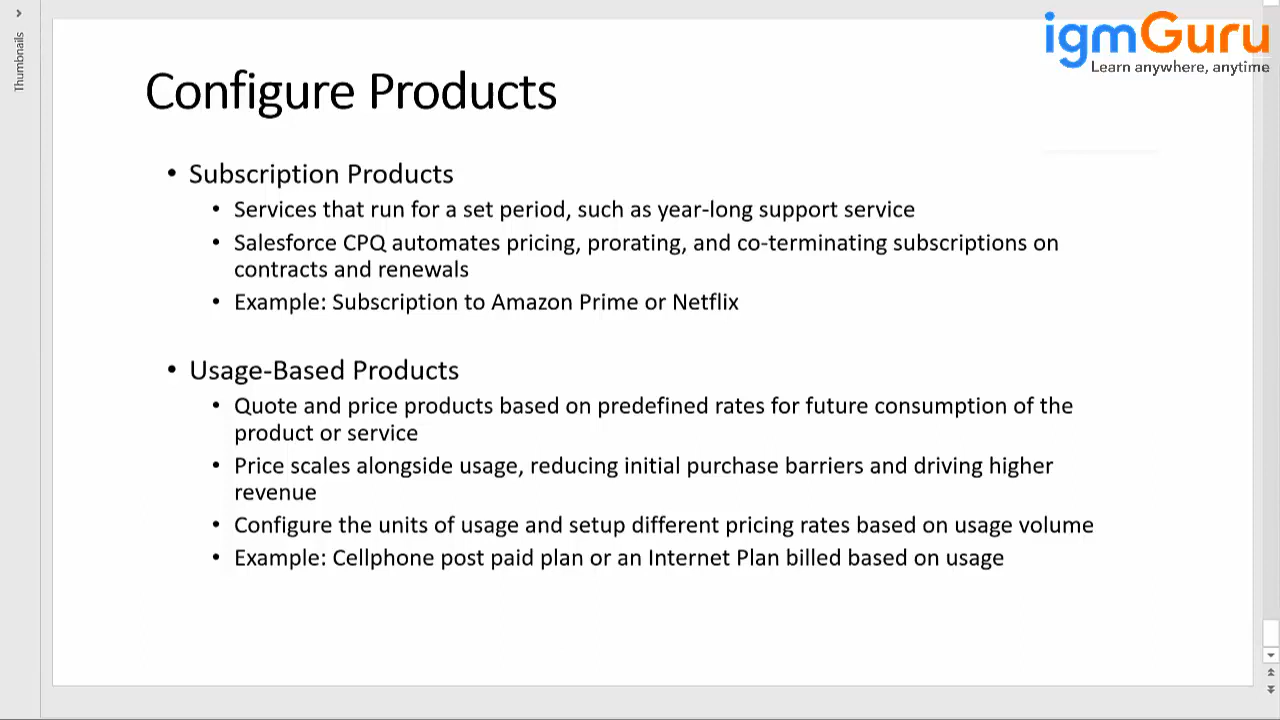 Thumbnails
igmGuru
Learn anywhere, anytime
Configure Products
• Subscription Products
• Services that run for a set period, such as year-long support service
• Salesforce CPQ automates pricing, prorating, and co-terminating subscriptions on
contracts and renewals
• Example: Subscription to Amazon Prime or Netflix
• Usage-Based Products
• Quote and price products based on predefined rates for future consumption of the
product or service
• Price scales alongside usage, reducing initial purchase barriers and driving higher
revenue
• Configure the units of usage and setup different pricing rates based on usage volume
• Example: Cellphone post paid plan or an Internet Plan billed based on usage